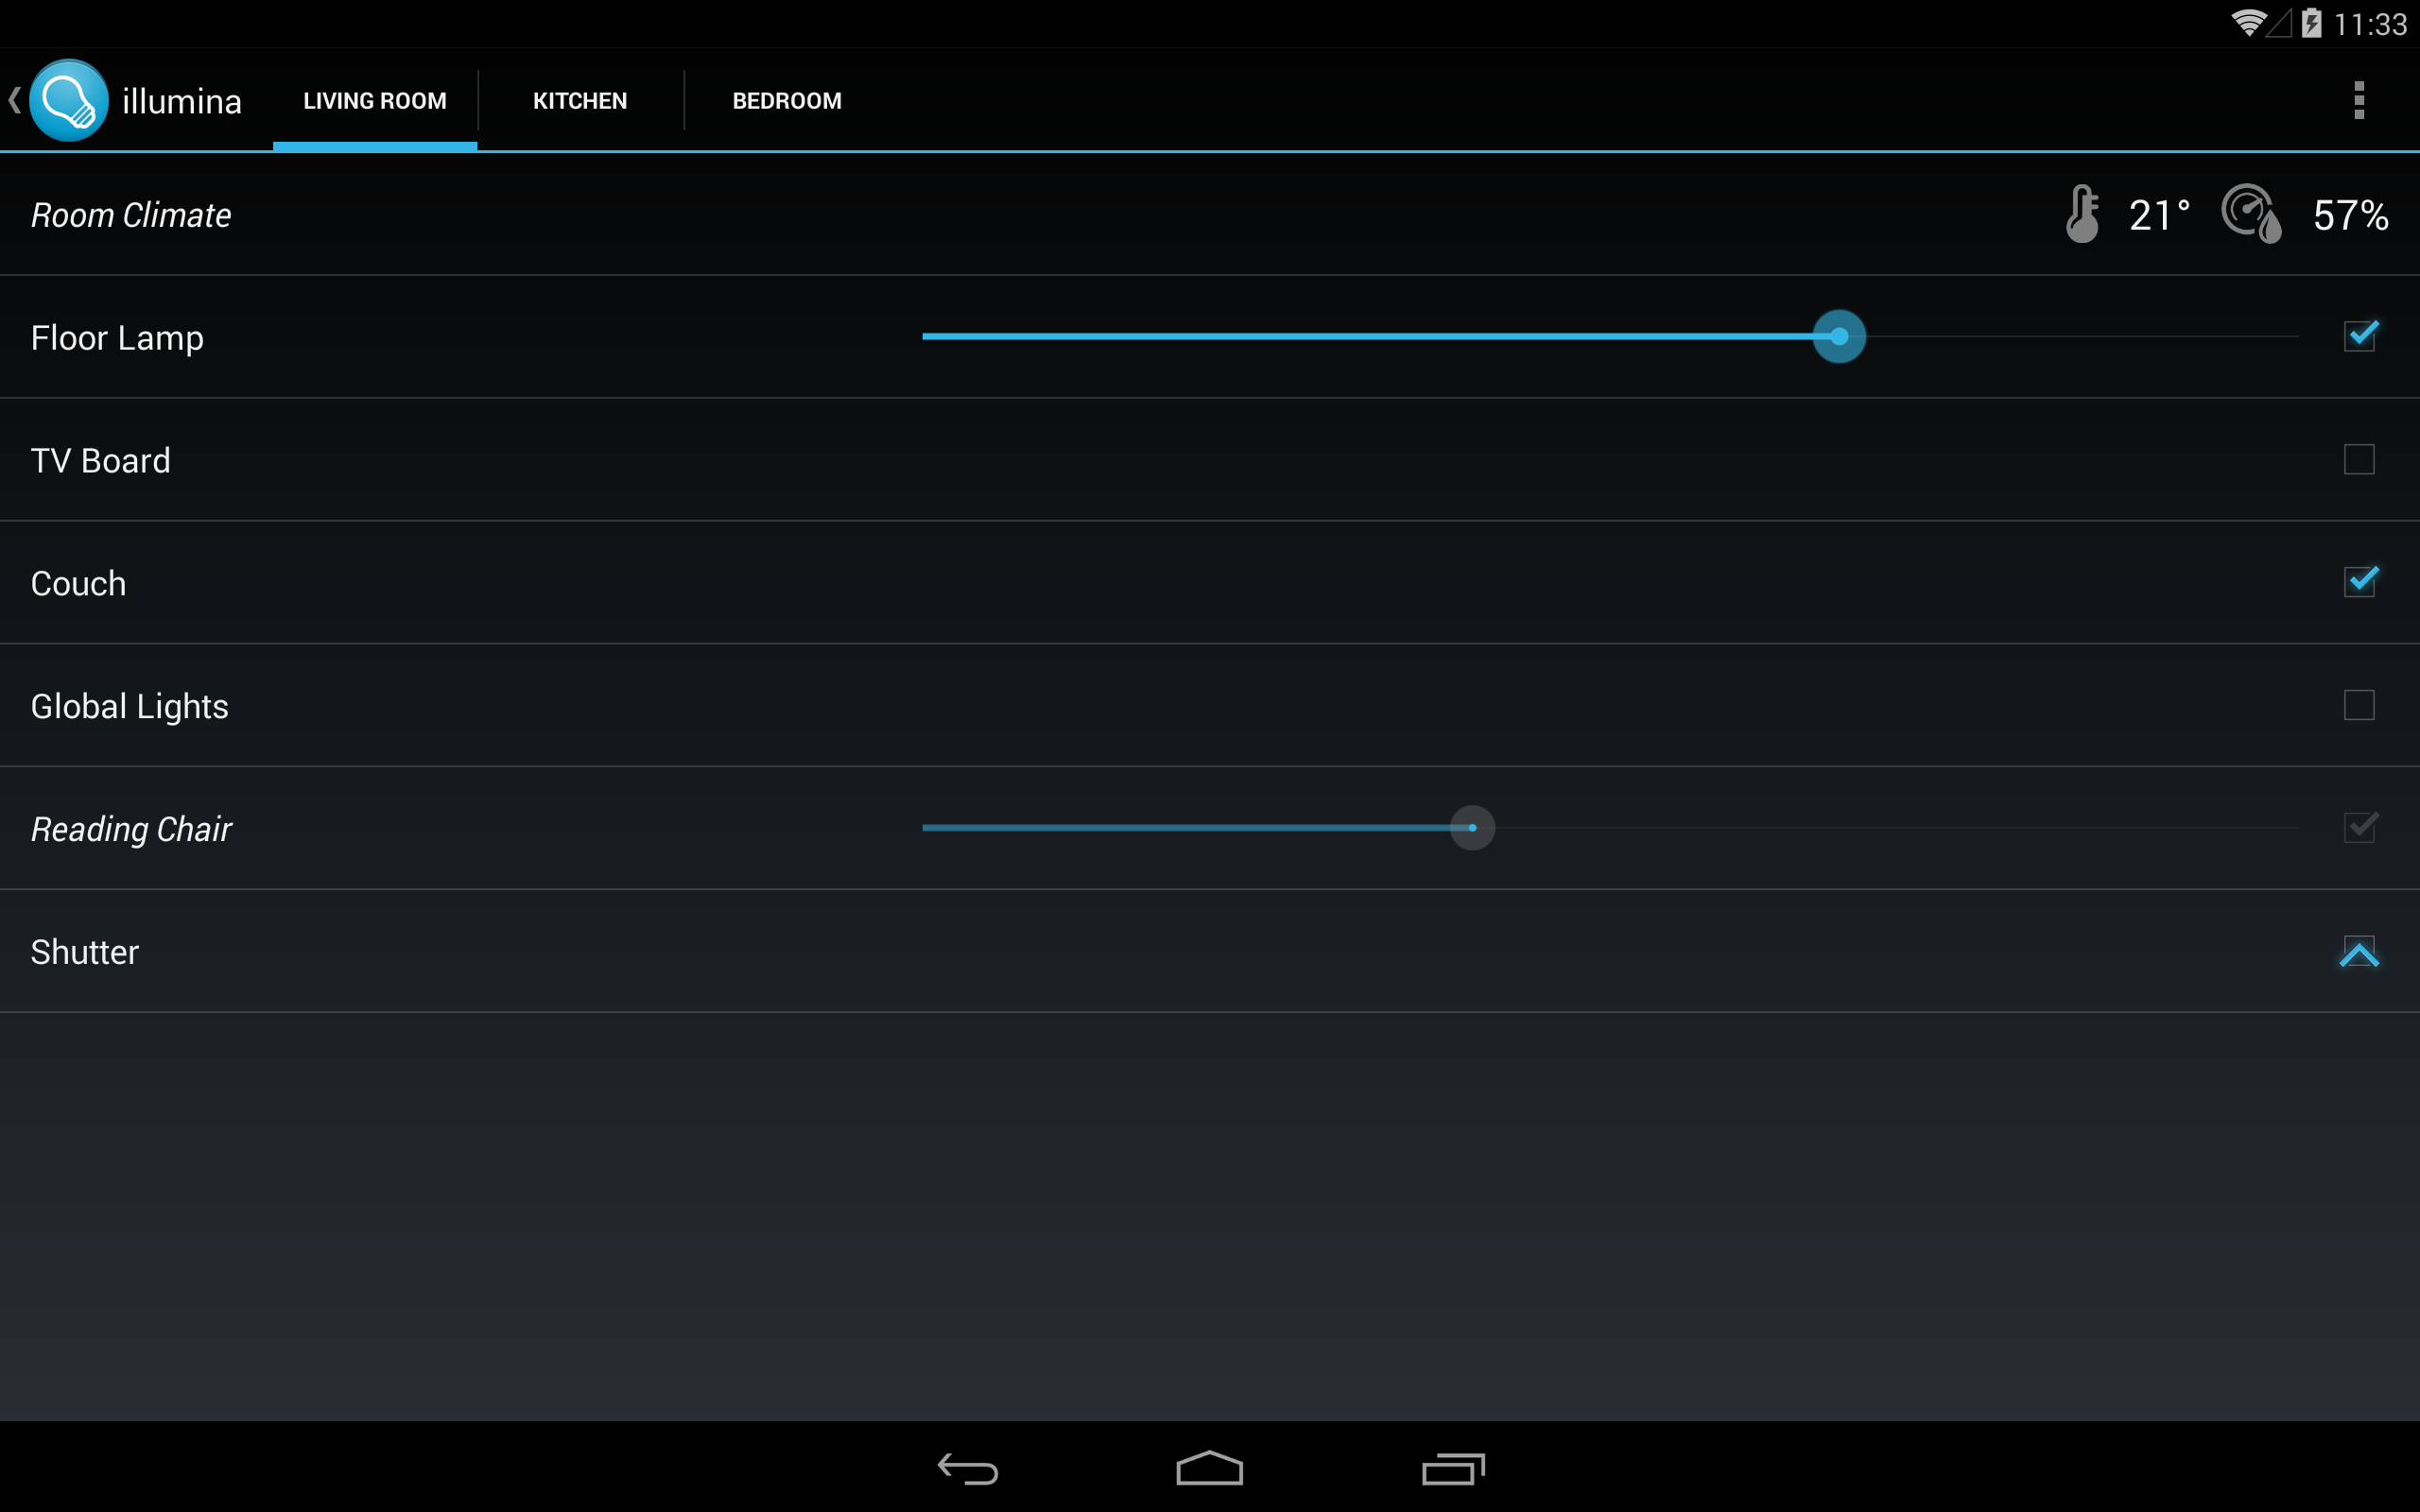 11:33
illumina LIVING ROOM KITCHEN BEDROOM
Room Climate 21° 57%
Floor Lamp
TV Board
Couch
Global Lights
Reading Chair
Shutter